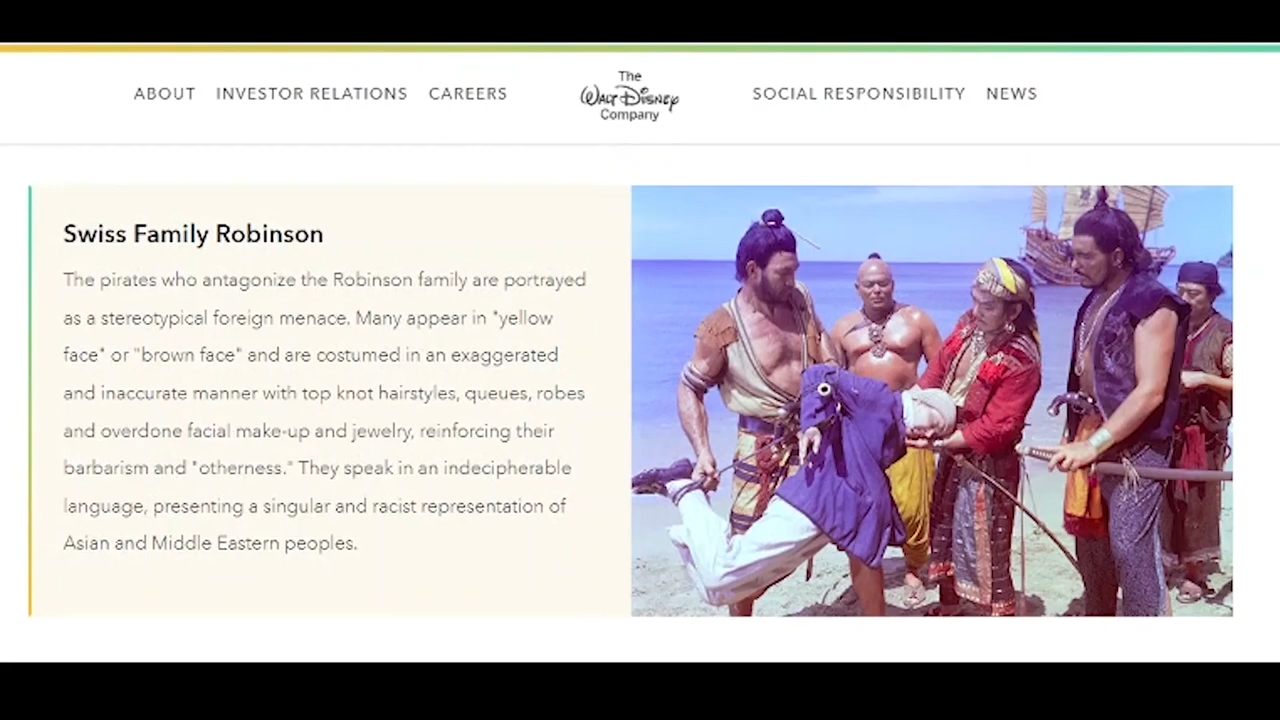 ABOUT INVESTOR RELATIONS CAREERS
The
WALT DISNEY
Company
SOCIAL RESPONSIBILITY NEWS
Swiss Family Robinson
The pirates who antagonize the Robinson family are portrayed
as a stereotypical foreign menace. Many appear in "yellow
face" or "brown face" and are costumed in an exaggerated
and inaccurate manner with top knot hairstyles, queues, robes
and overdone facial make-up and jewelry, reinforcing their
barbarism and "otherness." They speak in an indecipherable
language, presenting a singular and racist representation of
Asian and Middle Eastern peoples.